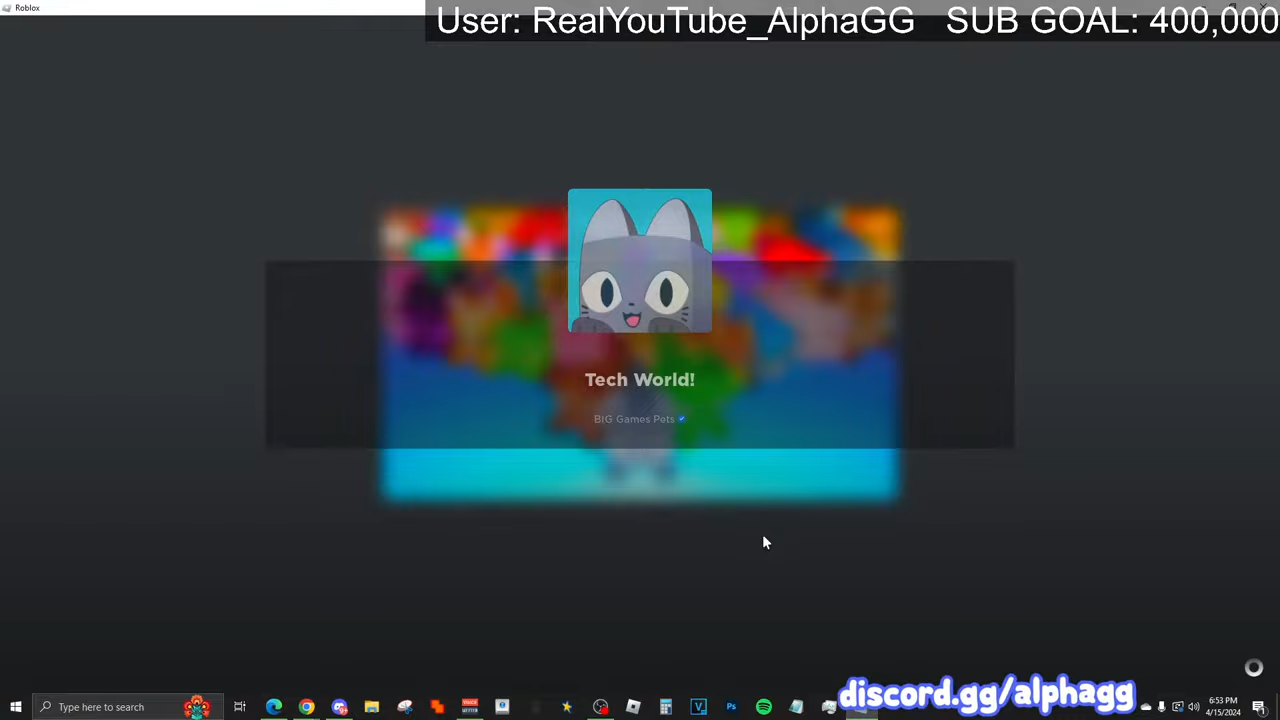 Roblox
User: RealYouTube_AlphaGG SUB GOAL: 400,000
Tech World!
BIG Games Pets
Type here to search
discord.gg/alphagg
6:53 PM
4/15/2024